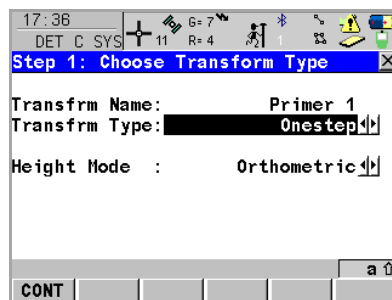 17:36
DET C SYS
11
G= 7
R= 4
1
Step 1: Choose Transform Type
Transfrm Name: Primer 1
Transfrm Type: Onestep
Height Mode : Orthometric
a
CONT